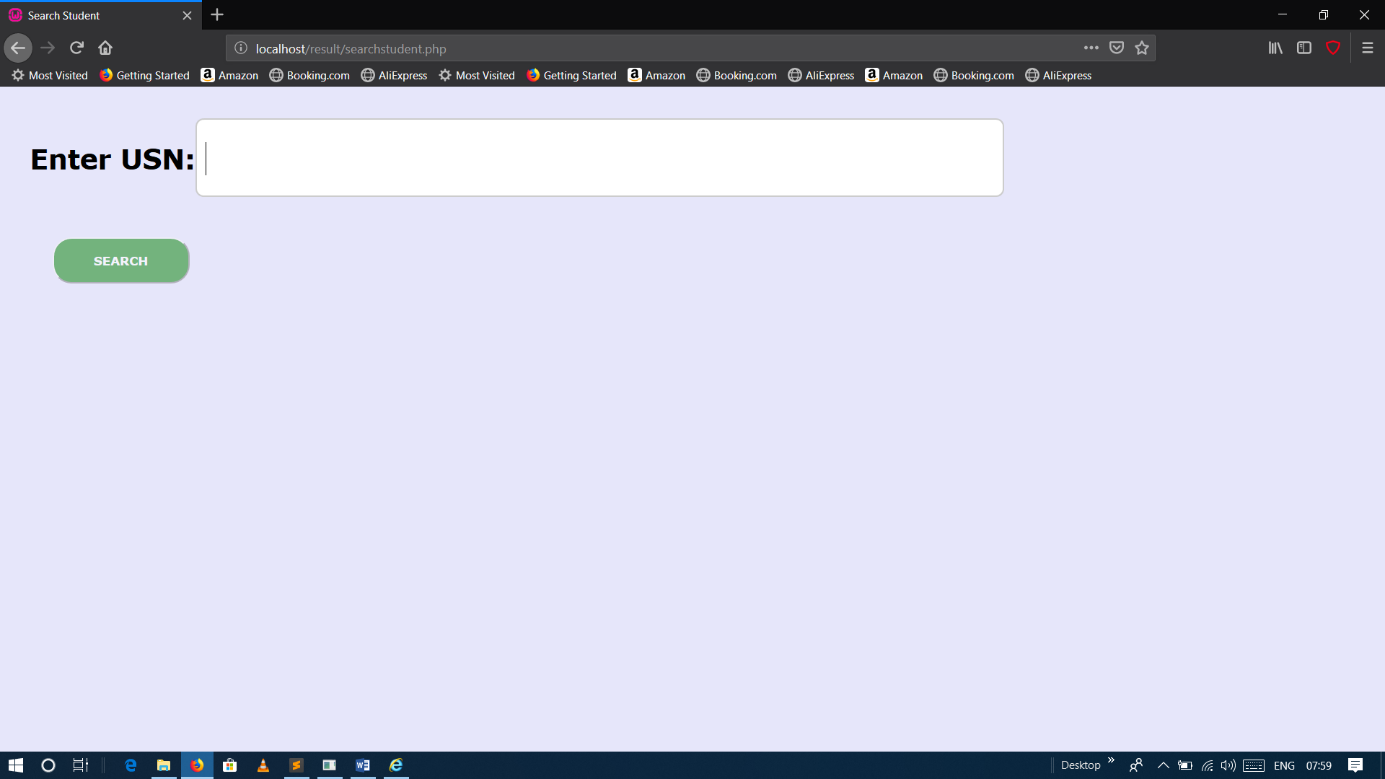 Search Student
localhost/result/searchstudent.php
Most Visited Getting Started Amazon Booking.com AliExpress Most Visited Getting Started Amazon Booking.com AliExpress Amazon Booking.com AliExpress
Enter USN:
SEARCH
Desktop ENG 07:59